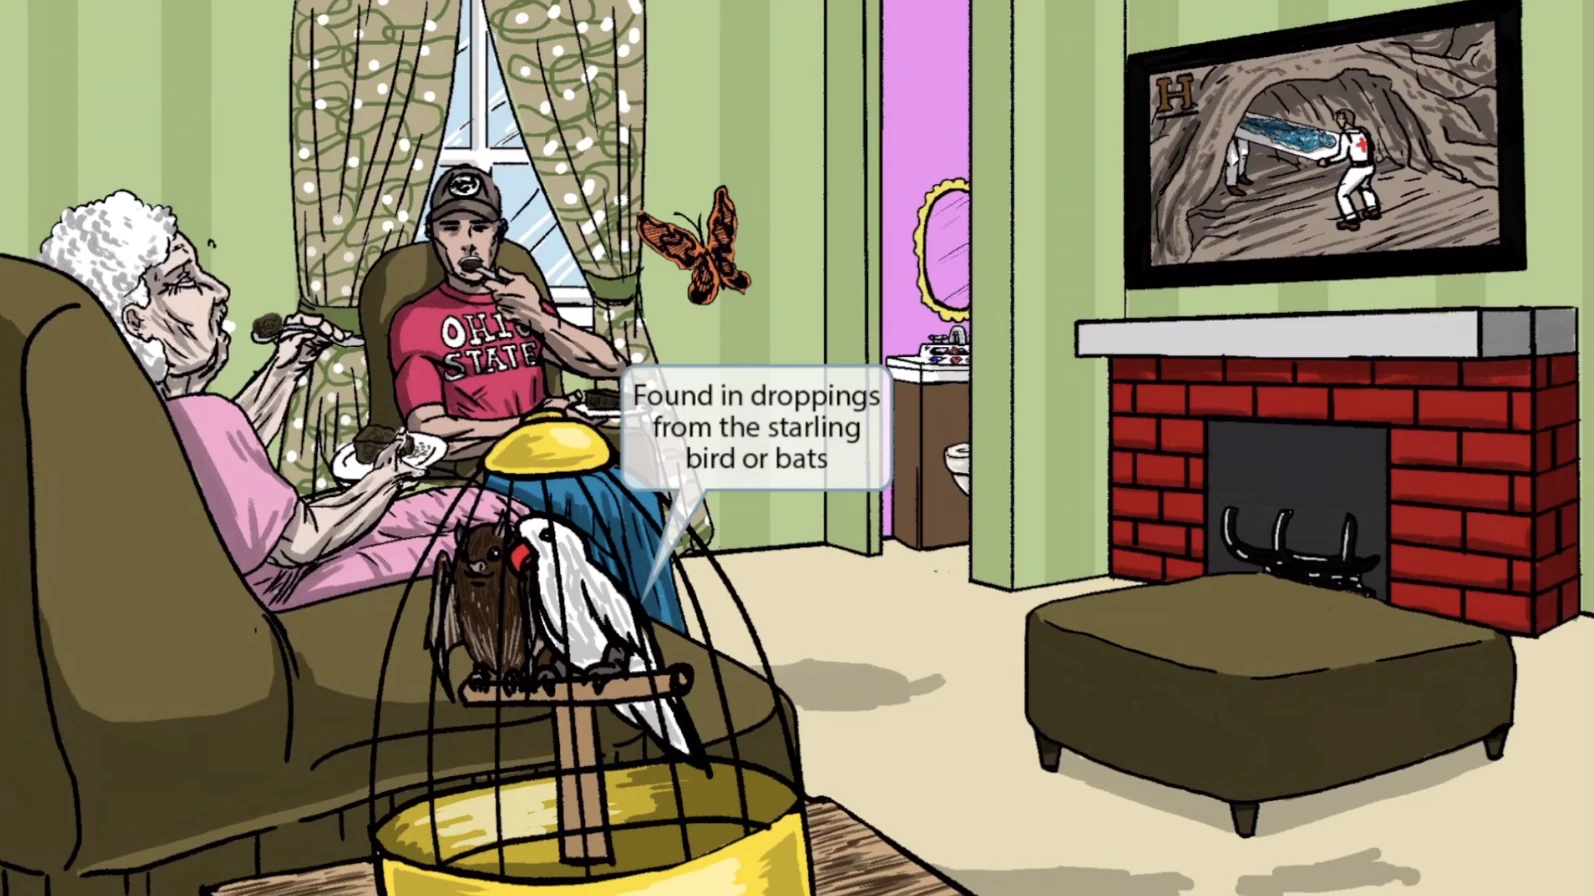 H
OHIO
STATE
Found in droppings
from the starling
bird or bats